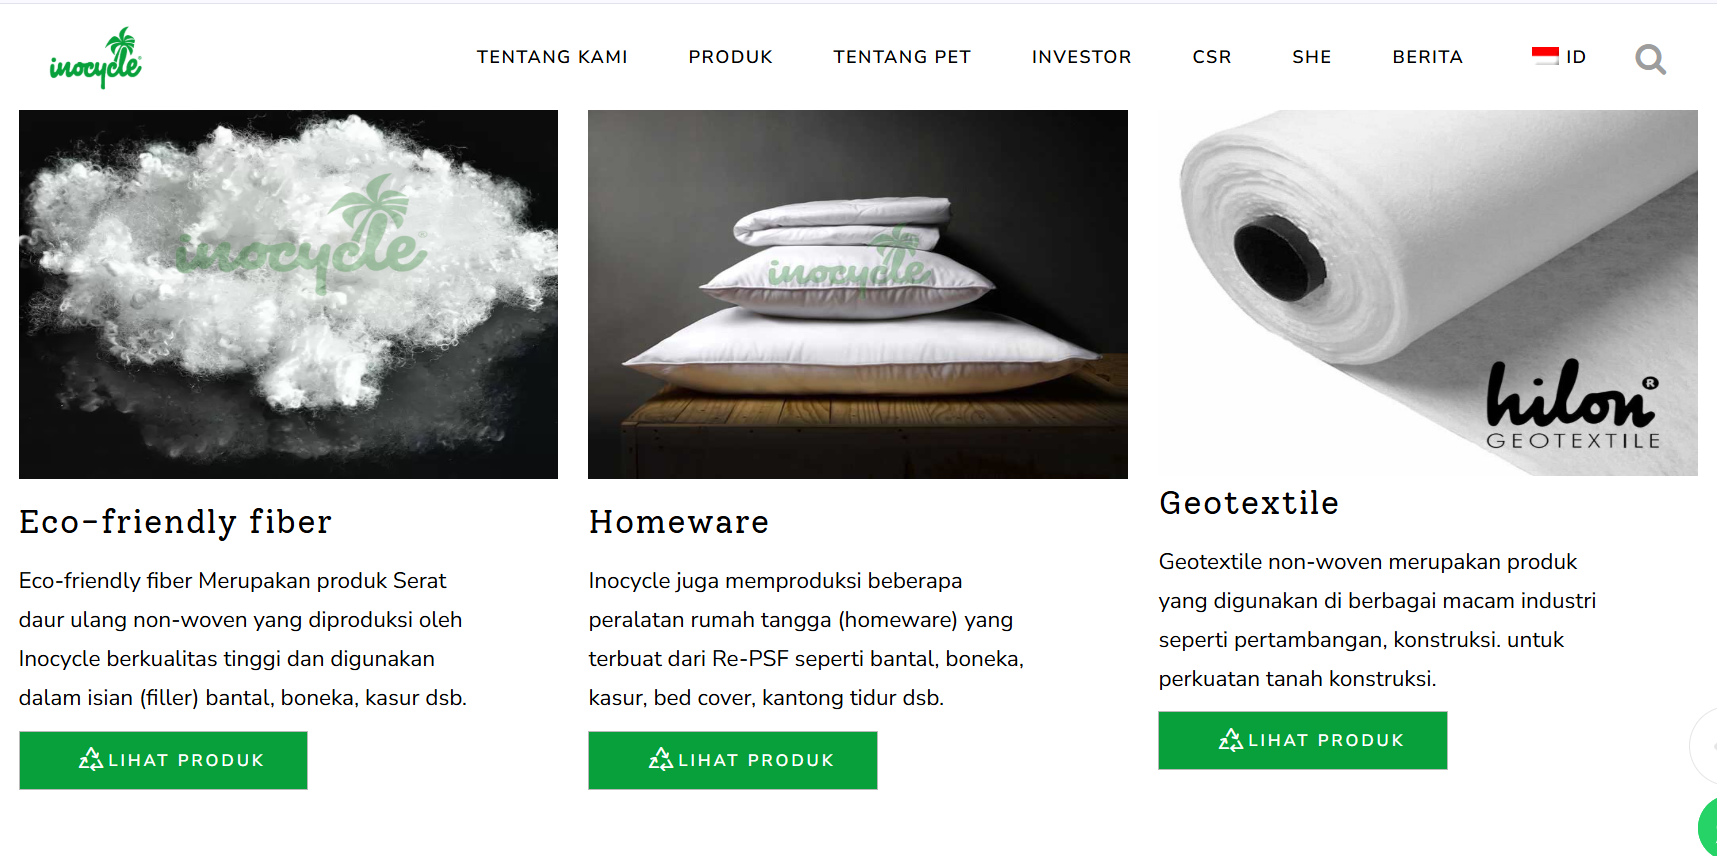 inocycle
TENTANG KAMI
PRODUK
TENTANG PET
INVESTOR
CSR
SHE
BERITA
ID
inocycle
inocycle
hilon®
GEOTEXTILE
Eco-friendly fiber
Eco-friendly fiber Merupakan produk Serat
daur ulang non-woven yang diproduksi oleh
Inocycle berkualitas tinggi dan digunakan
dalam isian (filler) bantal, boneka, kasur dsb.
LIHAT PRODUK
Homeware
Inocycle juga memproduksi beberapa
peralatan rumah tangga (homeware) yang
terbuat dari Re-PSF seperti bantal, boneka,
kasur, bed cover, kantong tidur dsb.
LIHAT PRODUK
Geotextile
Geotextile non-woven merupakan produk
yang digunakan di berbagai macam industri
seperti pertambangan, konstruksi. untuk
perkuatan tanah konstruksi.
LIHAT PRODUK